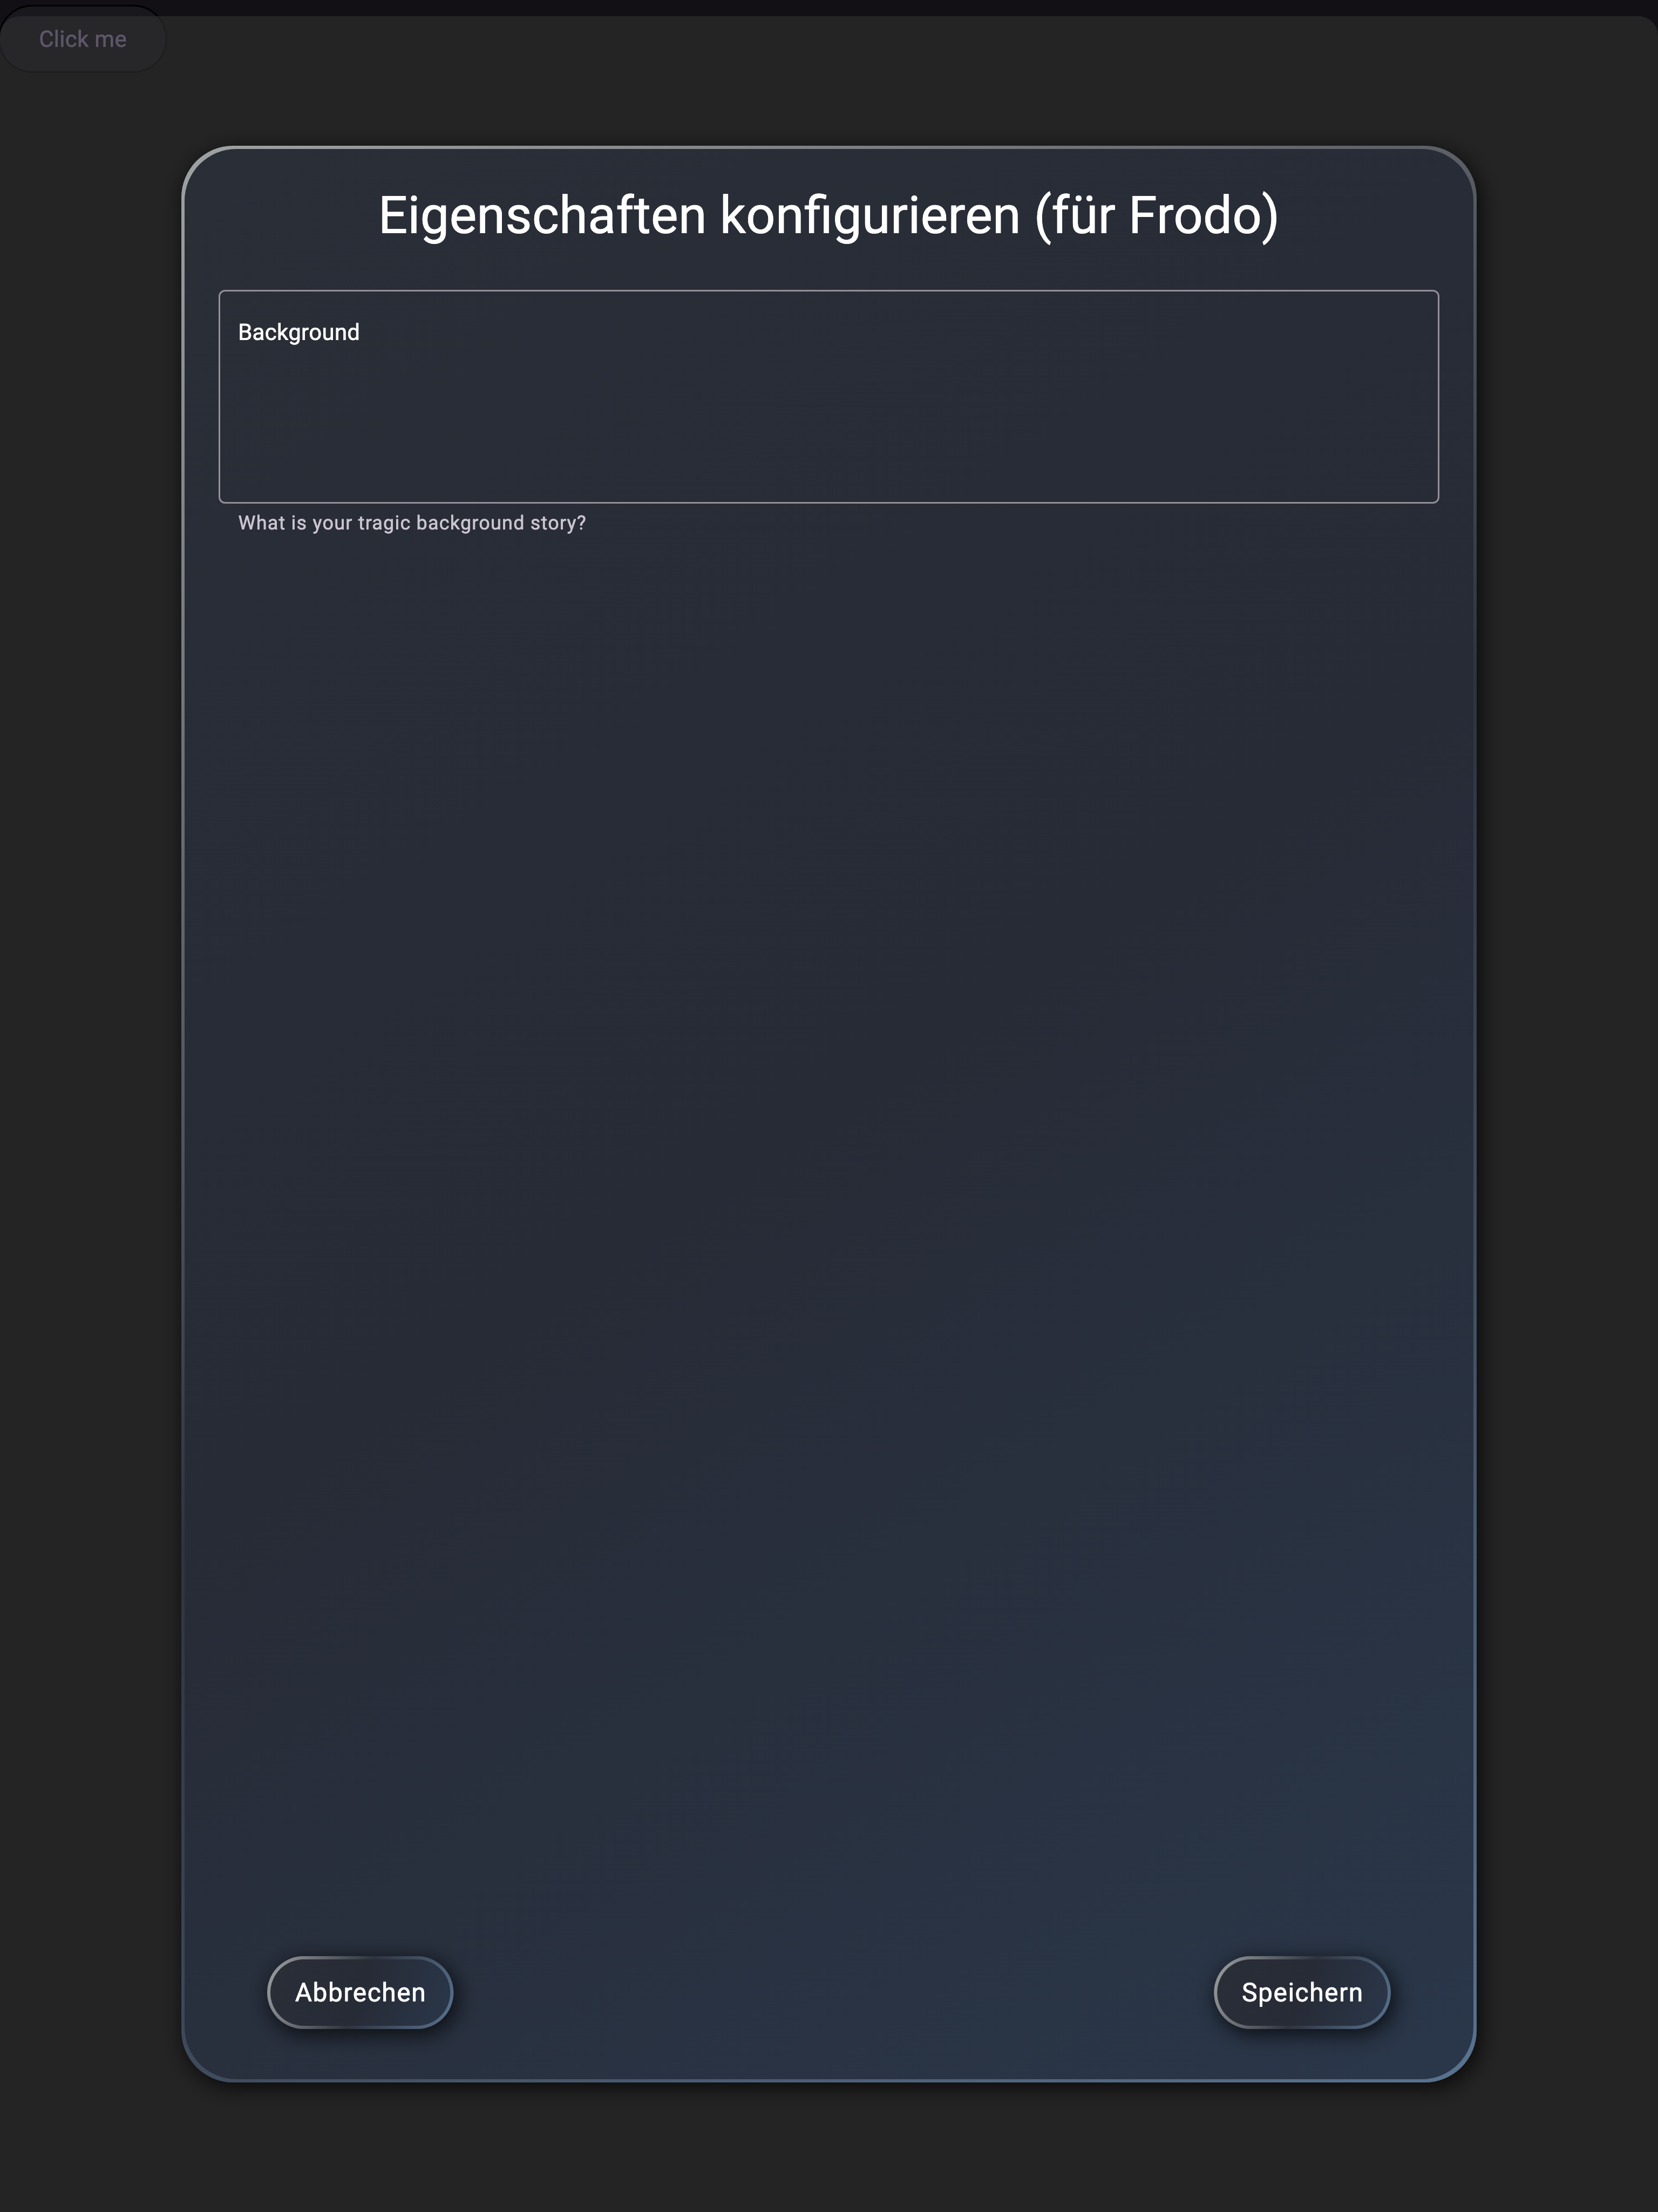 Click me
Eigenschaften konfigurieren (für Frodo)
Background
What is your tragic background story?
Abbrechen
Speichern